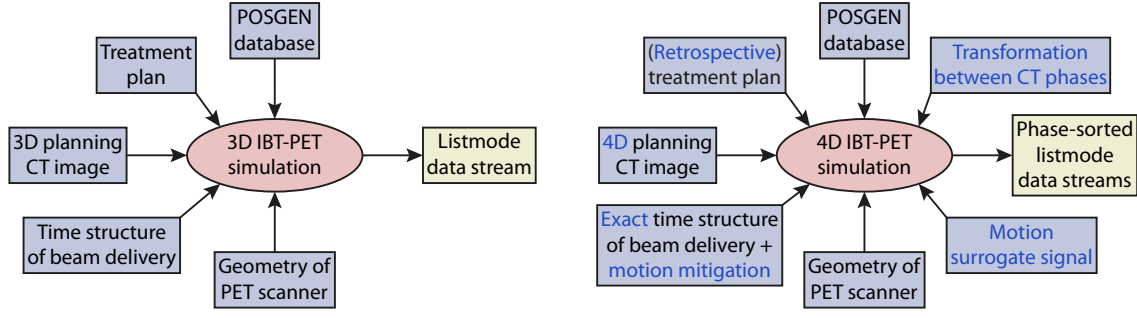 POSGEN
database
Treatment
plan
3D planning
CT image
3D IBT-PET
simulation
Listmode
data stream
Time structure
of beam delivery
Geometry of
PET scanner
POSGEN
database
(Retrospective)
treatment plan
Transformation
between CT phases
4D planning
CT image
4D IBT-PET
simulation
Phase-sorted
listmode
data streams
Exact time structure
of beam delivery +
motion mitigation
Geometry of
PET scanner
Motion
surrogate signal